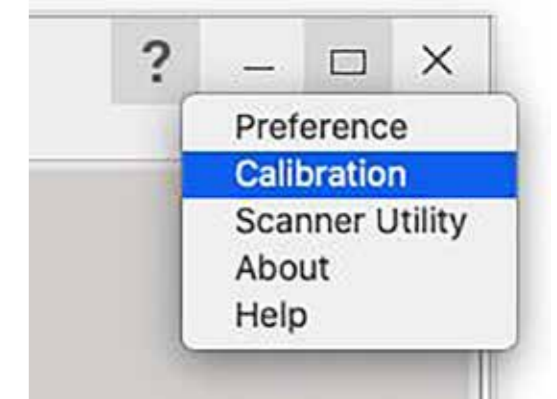 ?
Preference
Calibration
Scanner Utility
About
Help